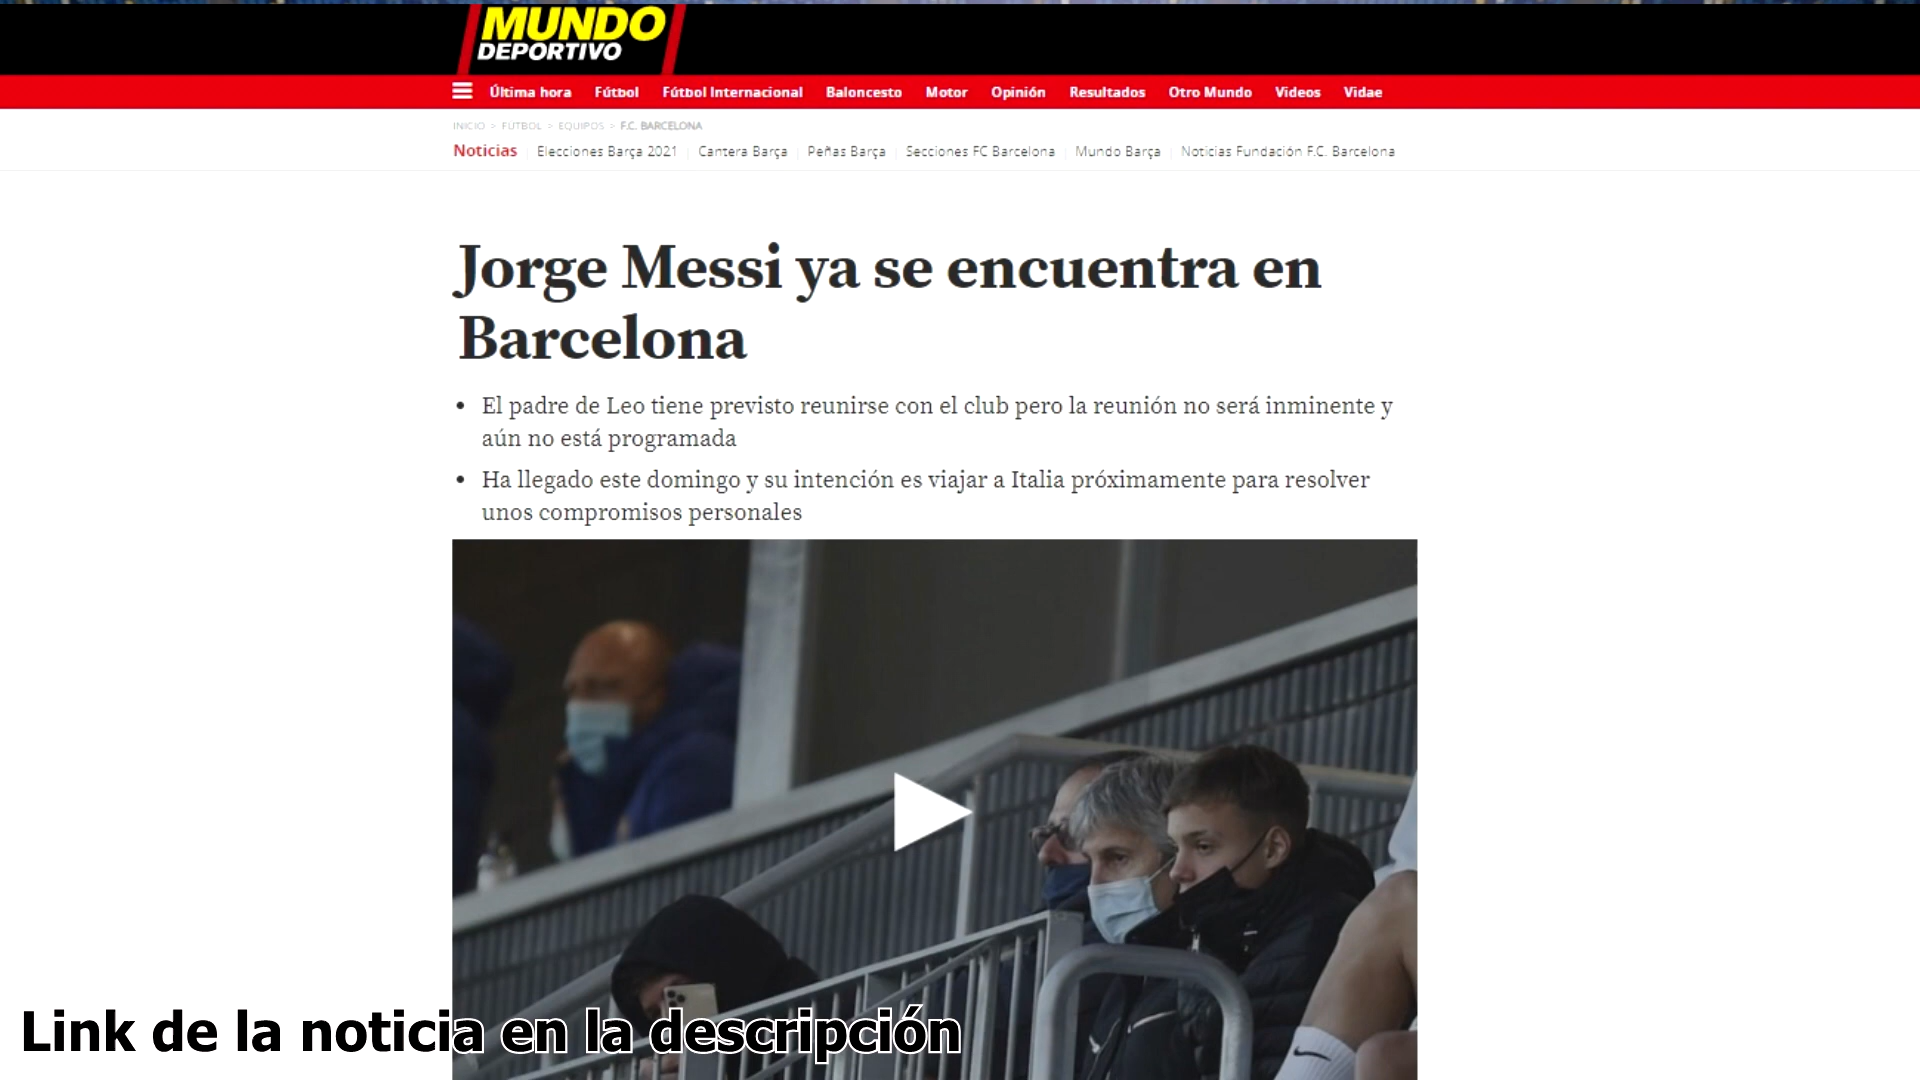 MUNDO
DEPORTIVO
Última hora Fútbol Fútbol Internacional Baloncesto Motor Opinión Resultados Otro Mundo Videos Vidae
INICIO > FÚTBOL > EQUIPOS > F.C. BARCELONA
Noticias Elecciones Barça 2021 Cantera Barça Peñas Barça Secciones FC Barcelona Mundo Barça Noticias Fundación F.C. Barcelona
Jorge Messi ya se encuentra en
Barcelona
• El padre de Leo tiene previsto reunirse con el club pero la reunión no será inminente y
aún no está programada
• Ha llegado este domingo y su intención es viajar a Italia próximamente para resolver
unos compromisos personales
Link de la noticia en la descripción